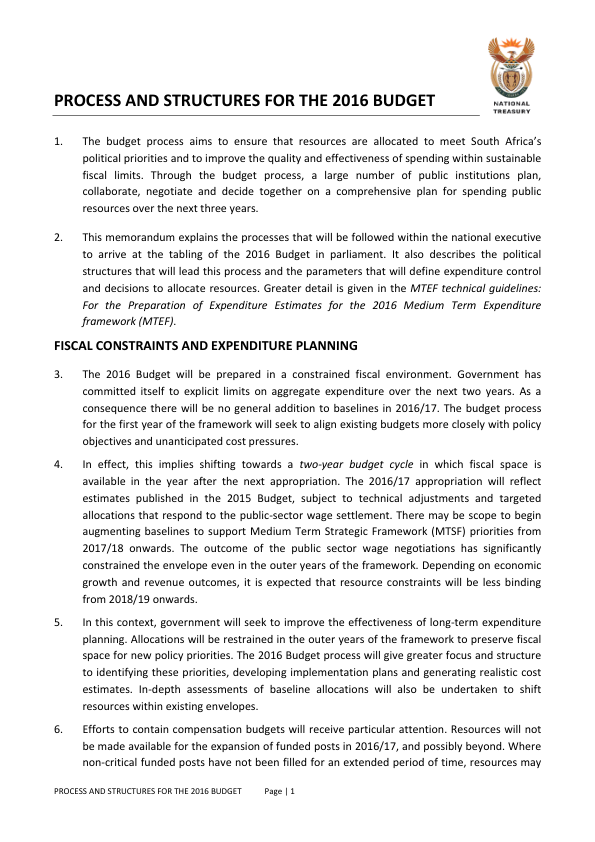 NATIONAL
TREASURY
PROCESS AND STRUCTURES FOR THE 2016 BUDGET
1. The budget process aims to ensure that resources are allocated to meet South Africa’s
political priorities and to improve the quality and effectiveness of spending within sustainable
fiscal limits. Through the budget process, a large number of public institutions plan,
collaborate, negotiate and decide together on a comprehensive plan for spending public
resources over the next three years.
2. This memorandum explains the processes that will be followed within the national executive
to arrive at the tabling of the 2016 Budget in parliament. It also describes the political
structures that will lead this process and the parameters that will define expenditure control
and decisions to allocate resources. Greater detail is given in the MTEF technical guidelines:
For the Preparation of Expenditure Estimates for the 2016 Medium Term Expenditure
framework (MTEF).
FISCAL CONSTRAINTS AND EXPENDITURE PLANNING
3. The 2016 Budget will be prepared in a constrained fiscal environment. Government has
committed itself to explicit limits on aggregate expenditure over the next two years. As a
consequence there will be no general addition to baselines in 2016/17. The budget process
for the first year of the framework will seek to align existing budgets more closely with policy
objectives and unanticipated cost pressures.
4. In effect, this implies shifting towards a two-year budget cycle in which fiscal space is
available in the year after the next appropriation. The 2016/17 appropriation will reflect
estimates published in the 2015 Budget, subject to technical adjustments and targeted
allocations that respond to the public-sector wage settlement. There may be scope to begin
augmenting baselines to support Medium Term Strategic Framework (MTSF) priorities from
2017/18 onwards. The outcome of the public sector wage negotiations has significantly
constrained the envelope even in the outer years of the framework. Depending on economic
growth and revenue outcomes, it is expected that resource constraints will be less binding
from 2018/19 onwards.
5. In this context, government will seek to improve the effectiveness of long-term expenditure
planning. Allocations will be restrained in the outer years of the framework to preserve fiscal
space for new policy priorities. The 2016 Budget process will give greater focus and structure
to identifying these priorities, developing implementation plans and generating realistic cost
estimates. In-depth assessments of baseline allocations will also be undertaken to shift
resources within existing envelopes.
6. Efforts to contain compensation budgets will receive particular attention. Resources will not
be made available for the expansion of funded posts in 2016/17, and possibly beyond. Where
non-critical funded posts have not been filled for an extended period of time, resources may
PROCESS AND STRUCTURES FOR THE 2016 BUDGET Page | 1